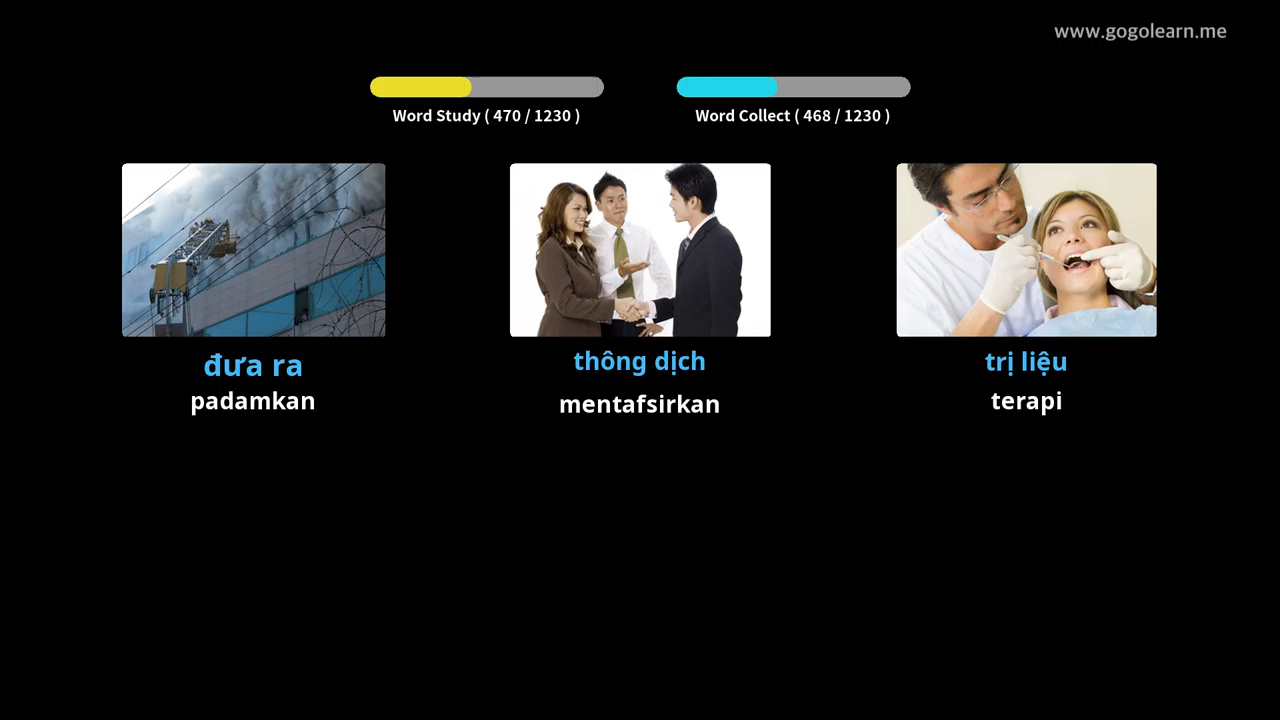 www.gogolearn.me
Word Study ( 470 / 1230 )
Word Collect ( 468 / 1230 )
đưa ra
padamkan
thông dịch
mentafsirkan
trị liệu
terapi